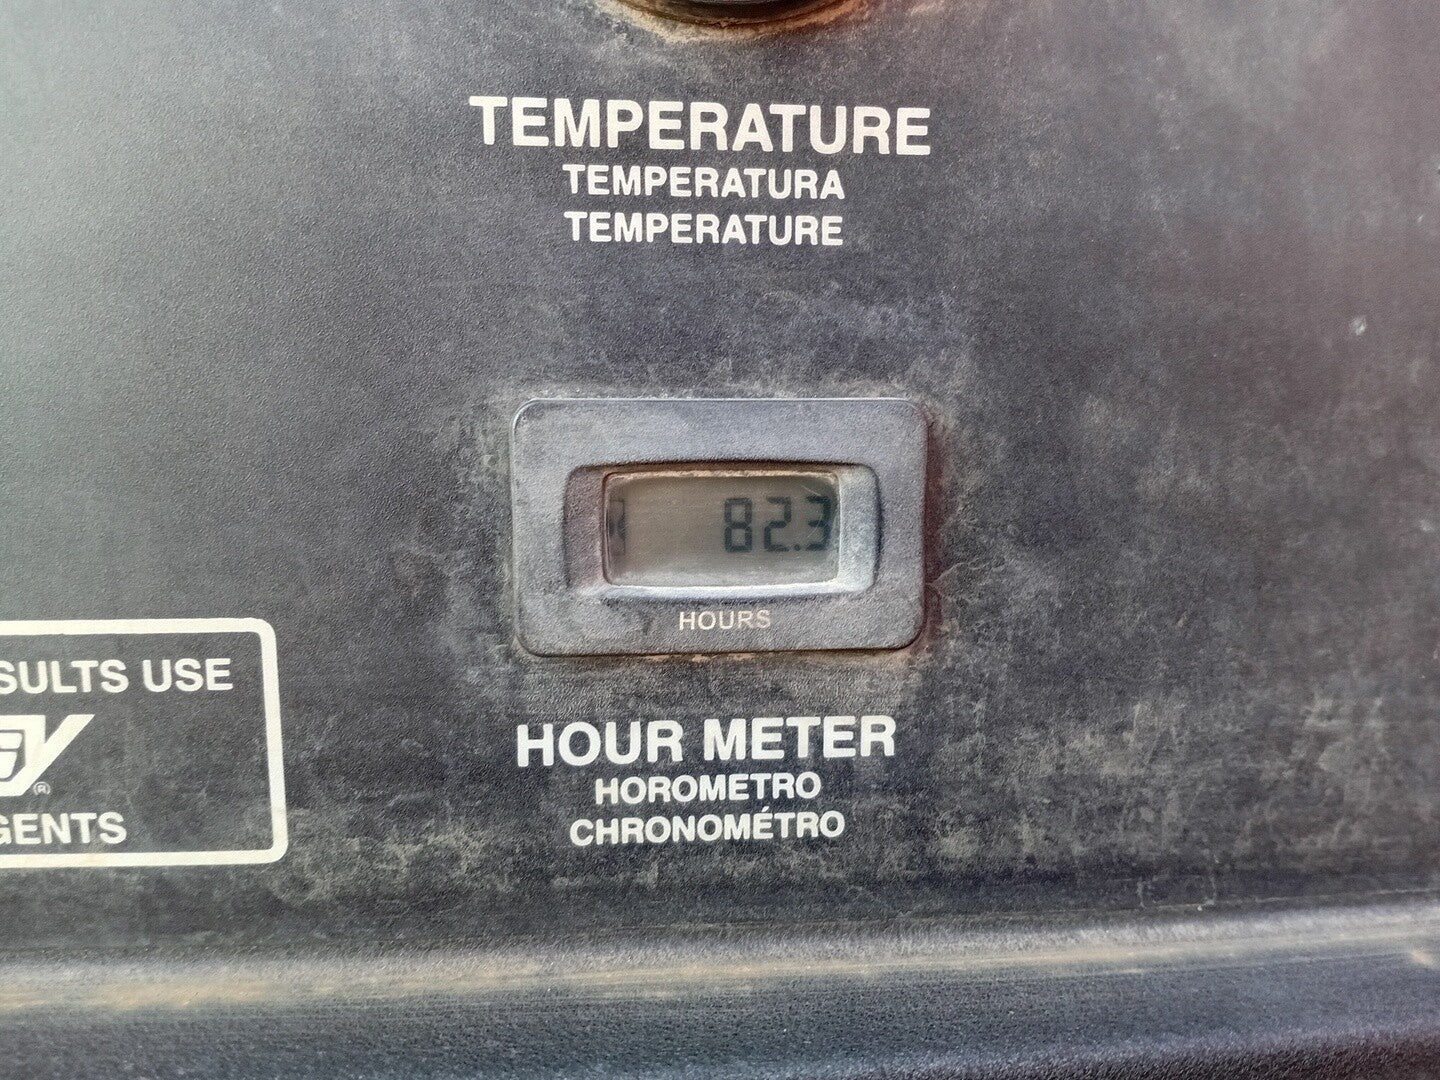 TEMPERATURE
TEMPERATURA
TEMPERATURE
82.3
HOURS
HOUR METER
HOROMETRO
CHRONOMÉTRO
SULTS USE
GENTS